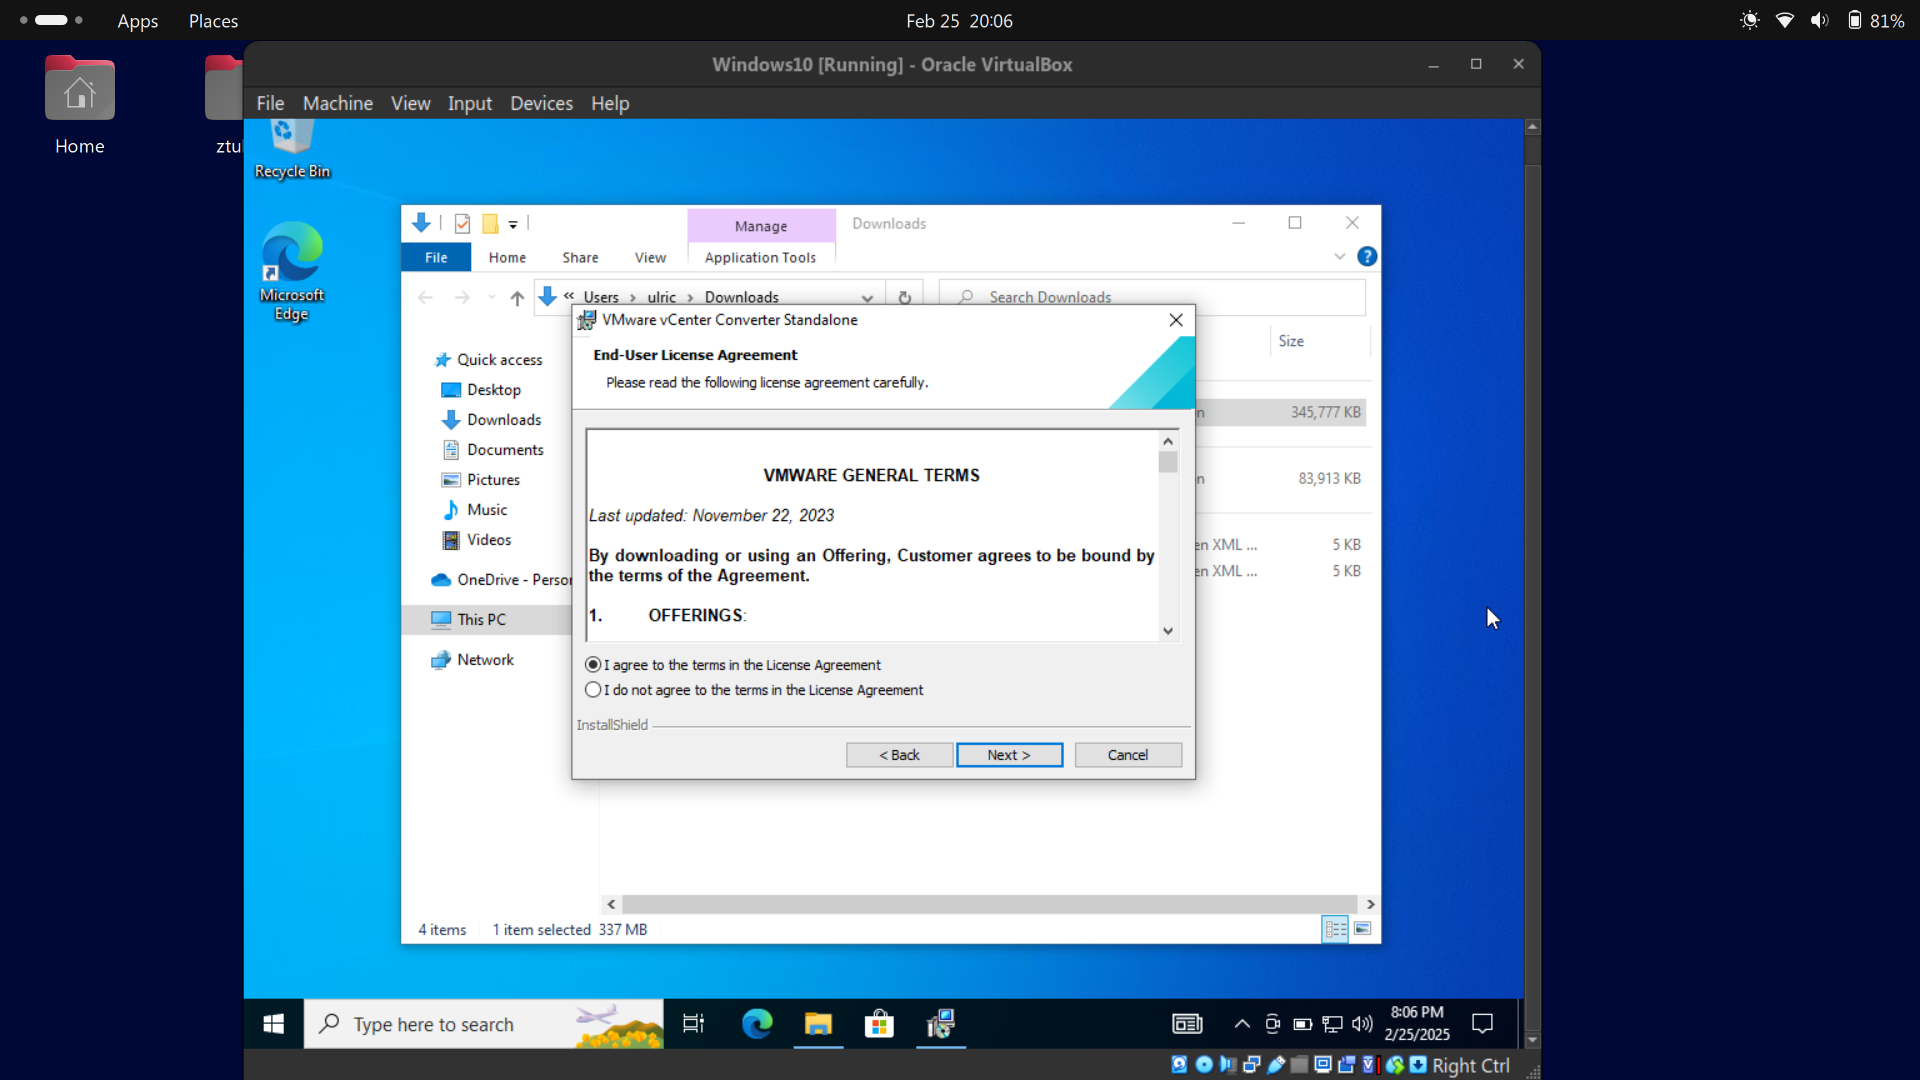 Apps Places Feb 25 20:06 81%
Home
ztu
Windows10 [Running] - Oracle VirtualBox
File Machine View Input Devices Help
Recycle Bin
Microsoft
Edge
Manage Downloads
File Home Share View Application Tools
« Users › ulric › Downloads Search Downloads
Size
Quick access
Desktop
Downloads
Documents
Pictures
Music
Videos
OneDrive - Person
This PC
Network
n 345,777 KB
n 83,913 KB
en XML ... 5 KB
en XML ... 5 KB
VMware vCenter Converter Standalone
End-User License Agreement
Please read the following license agreement carefully.
VMWARE GENERAL TERMS
Last updated: November 22, 2023
By downloading or using an Offering, Customer agrees to be bound by
the terms of the Agreement.
1. OFFERINGS:
I agree to the terms in the License Agreement
I do not agree to the terms in the License Agreement
InstallShield
< Back Next > Cancel
4 items 1 item selected 337 MB
Type here to search
8:06 PM
2/25/2025
Right Ctrl